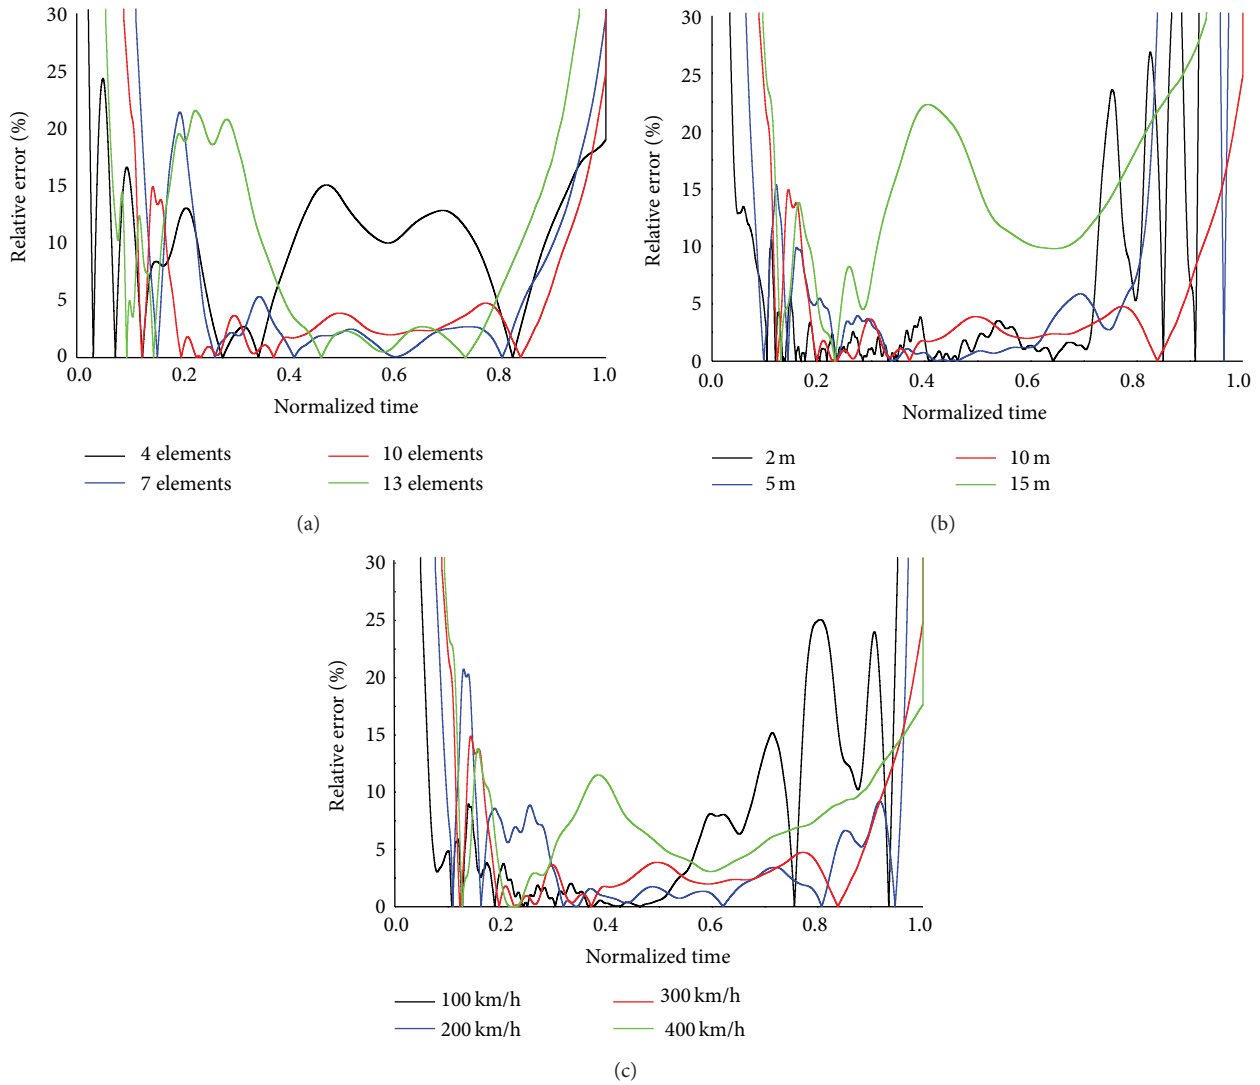 30
25
20
15
10
5
0
Relative error (%)
0.0 0.2 0.4 0.6 0.8 1.0
Normalized time
4 elements
7 elements
10 elements
13 elements
(a)
30
25
20
15
10
5
0
Relative error (%)
0.0 0.2 0.4 0.6 0.8 1.0
Normalized time
2 m
5 m
10 m
15 m
(b)
30
25
20
15
10
5
0
Relative error (%)
0.0 0.2 0.4 0.6 0.8 1.0
Normalized time
100 km/h
200 km/h
300 km/h
400 km/h
(c)